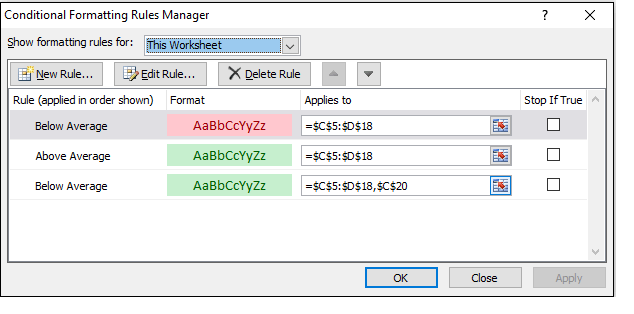 Conditional Formatting Rules Manager
?
Show formatting rules for: This Worksheet
New Rule... Edit Rule... Delete Rule
Rule (applied in order shown) Format Applies to Stop If True
Below Average AaBbCcYyZz =$C$5:$D$18
Above Average AaBbCcYyZz =$C$5:$D$18
Below Average AaBbCcYyZz =$C$5:$D$18,$C$20
OK Close Apply